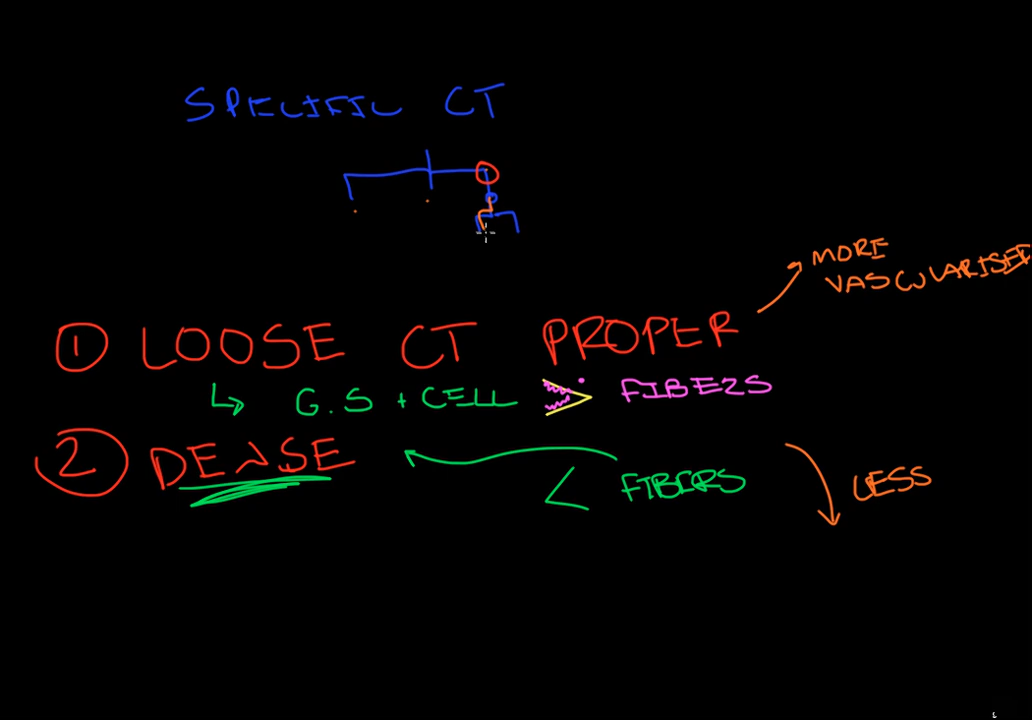 SPECIFIC CT
MORE
VASCULARISED
① LOOSE CT PROPER
↳ G.S + CELL > FIBERS
② DENSE < FIBERS
LESS